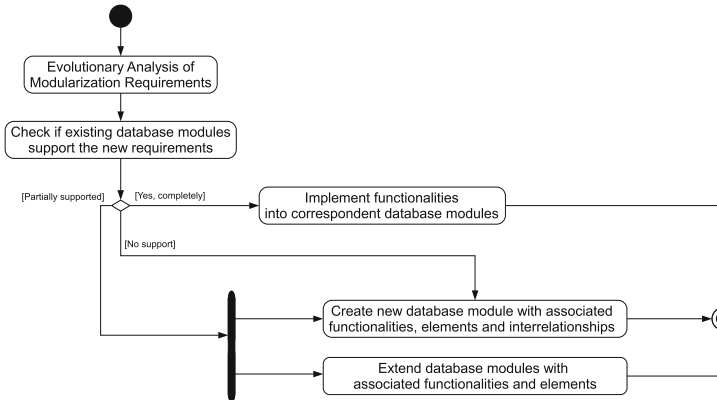 Evolutionary Analysis of
Modularization Requirements
Check if existing database modules
support the new requirements
[Partially supported]
[Yes, completely]
Implement functionalities
into correspondent database modules
[No support]
Create new database module with associated
functionalities, elements and interrelationships
Extend database modules with
associated functionalities and elements